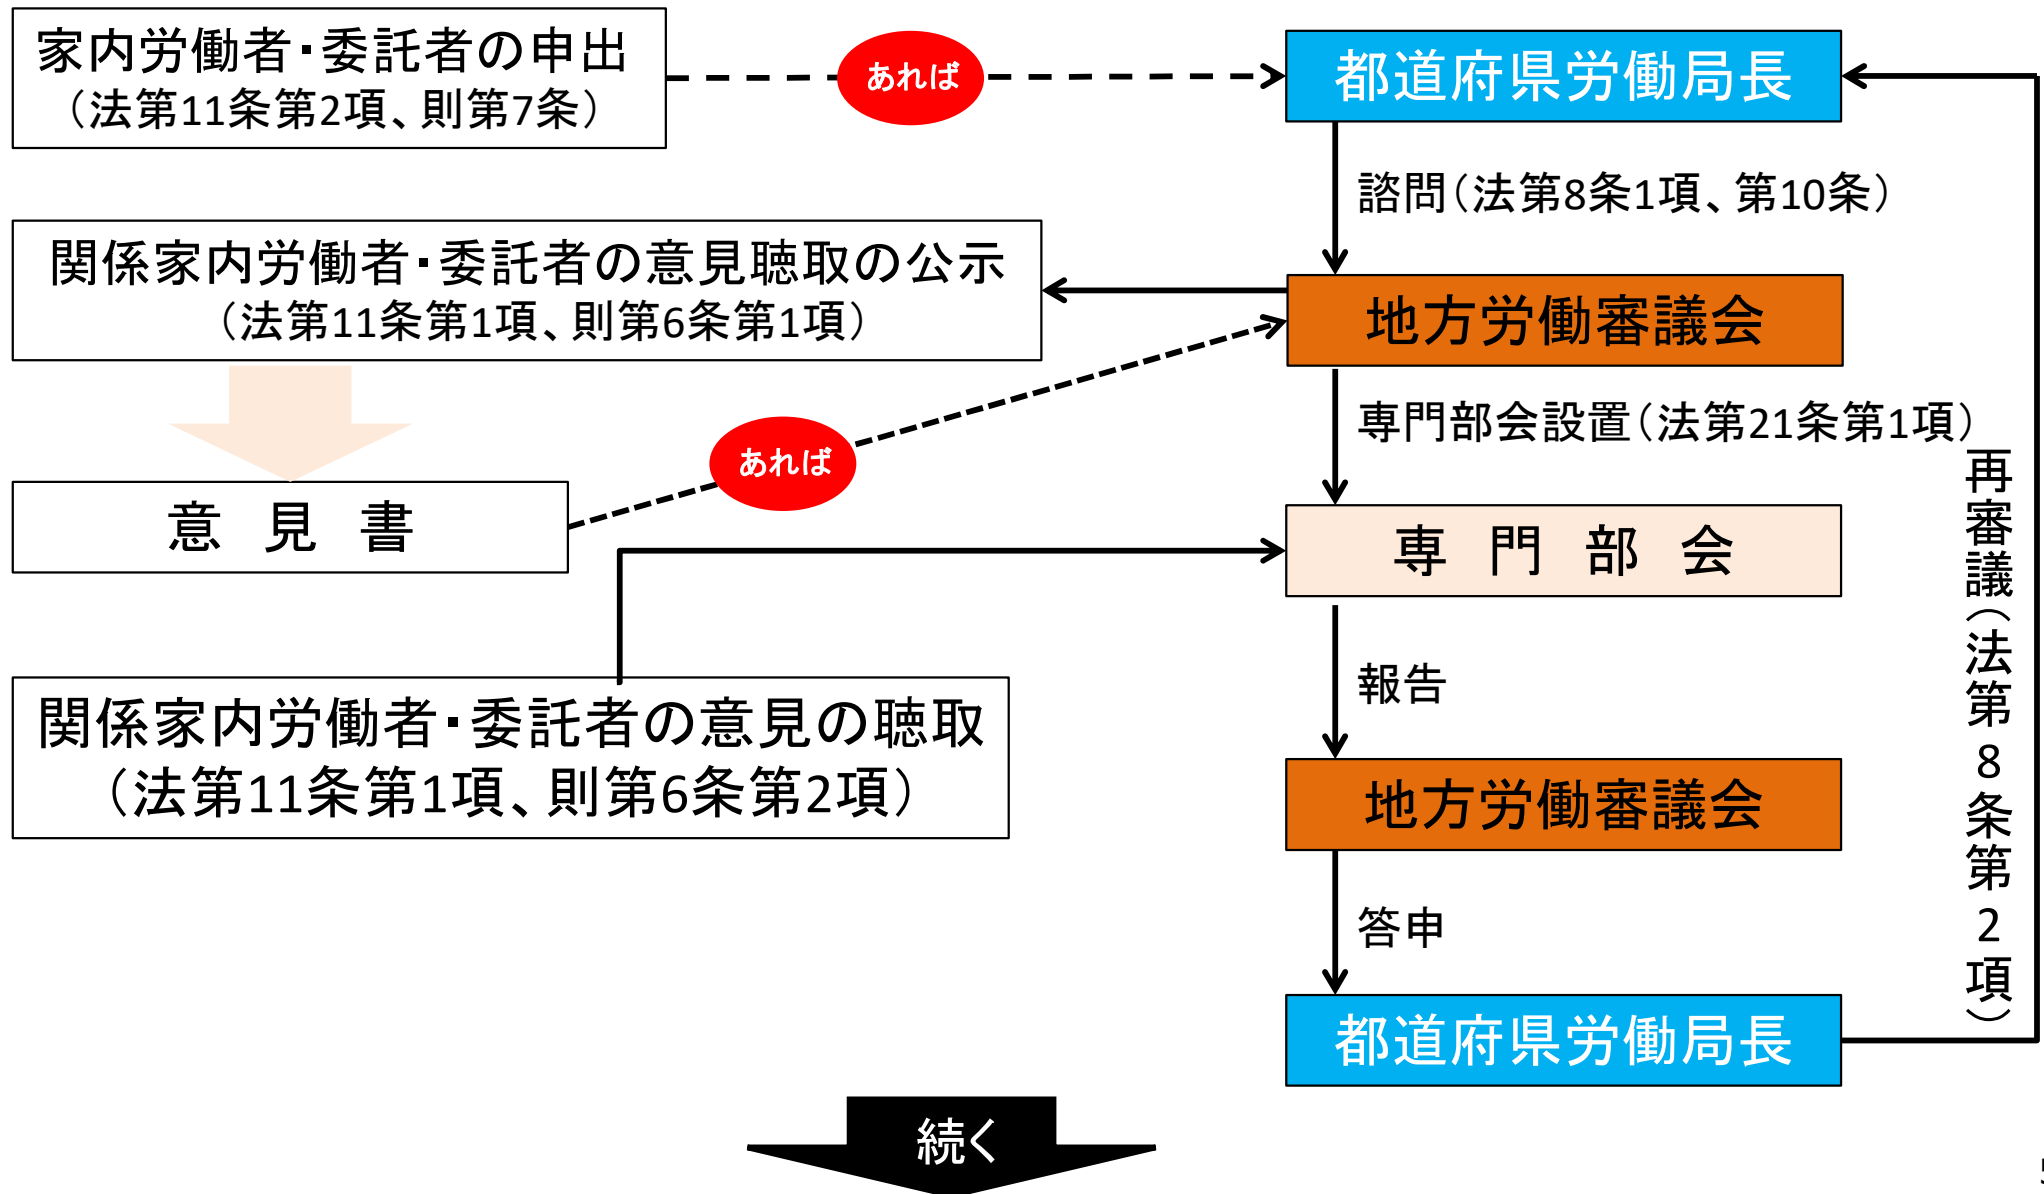 家内労働者・委託者の申出
（法第11条第2項、則第7条）
あれば
都道府県労働局長
諮問（法第8条1項、第10条）
関係家内労働者・委託者の意見聴取の公示
（法第11条第1項、則第6条第1項）
地方労働審議会
専門部会設置（法第21条第1項）
あれば
意　見　書
専　門　部　会
再審議（法第8条第2項）
報告
関係家内労働者・委託者の意見の聴取
（法第11条第1項、則第6条第2項）
地方労働審議会
答申
都道府県労働局長
続く